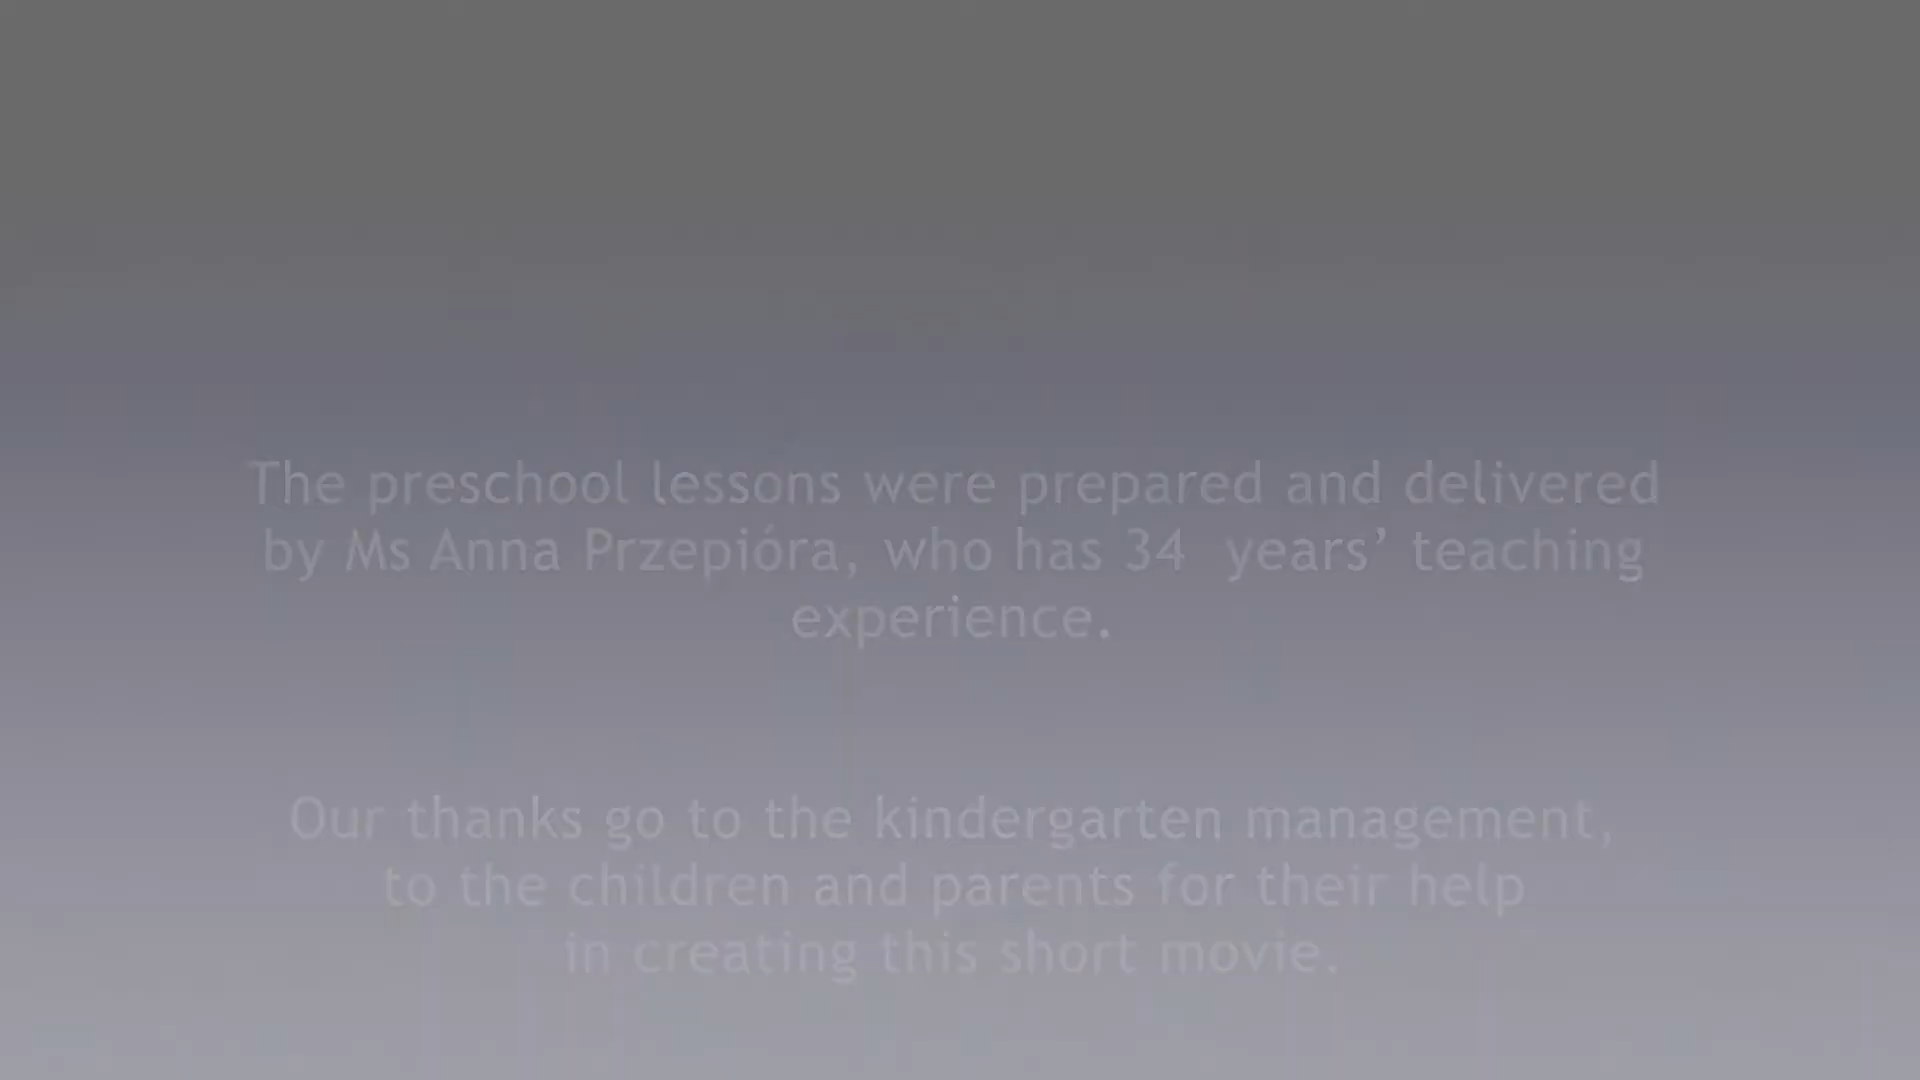 The preschool lessons were prepared and delivered
by Ms Anna Przepióra, who has 34  years’ teaching
experience.
Our thanks go to the kindergarten management,
to the children and parents for their help
in creating this short movie.